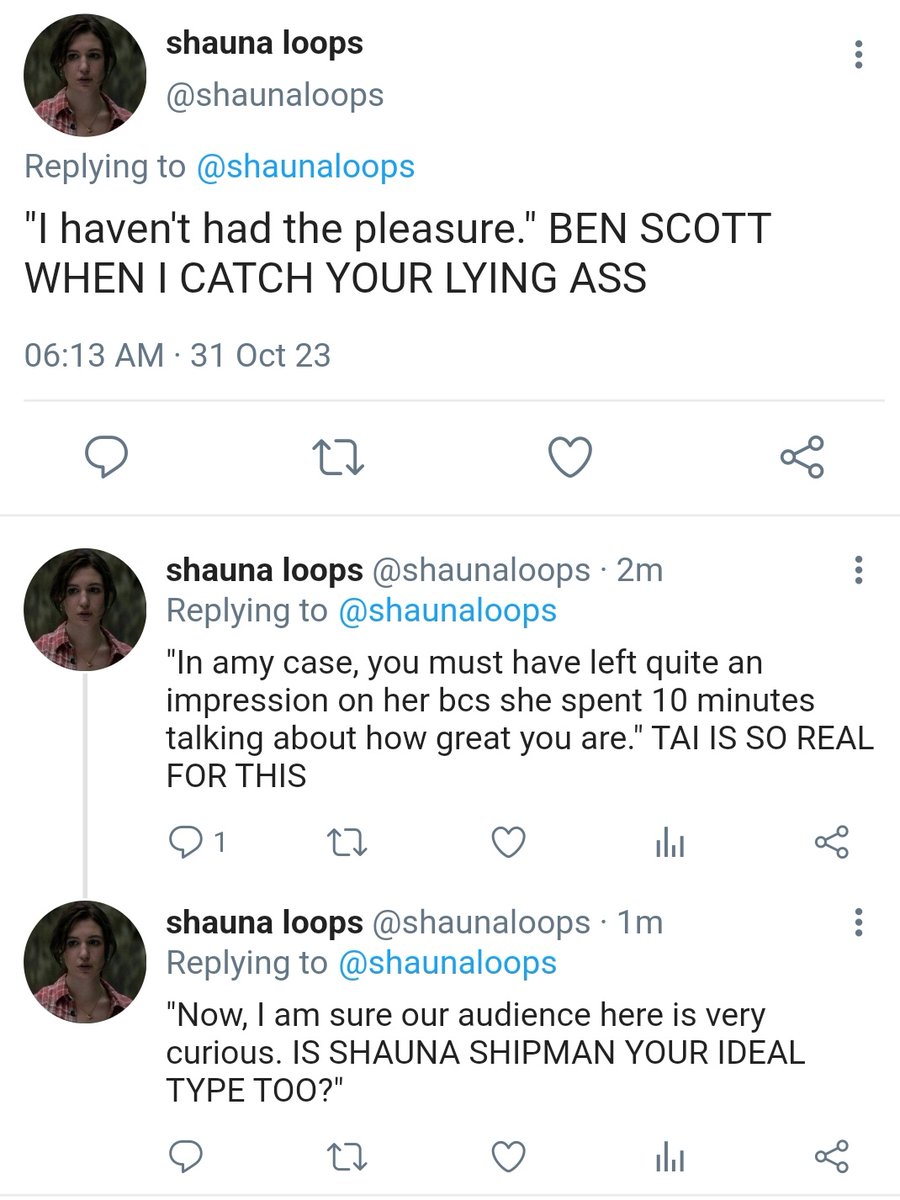 shauna loops
@shaunaloops
Replying to @shaunaloops
"I haven't had the pleasure." BEN SCOTT
WHEN I CATCH YOUR LYING ASS
06:13 AM · 31 Oct 23
shauna loops @shaunaloops · 2m
Replying to @shaunaloops
"In amy case, you must have left quite an
impression on her bcs she spent 10 minutes
talking about how great you are." TAI IS SO REAL
FOR THIS
1
shauna loops @shaunaloops · 1m
Replying to @shaunaloops
"Now, I am sure our audience here is very
curious. IS SHAUNA SHIPMAN YOUR IDEAL
TYPE TOO?"